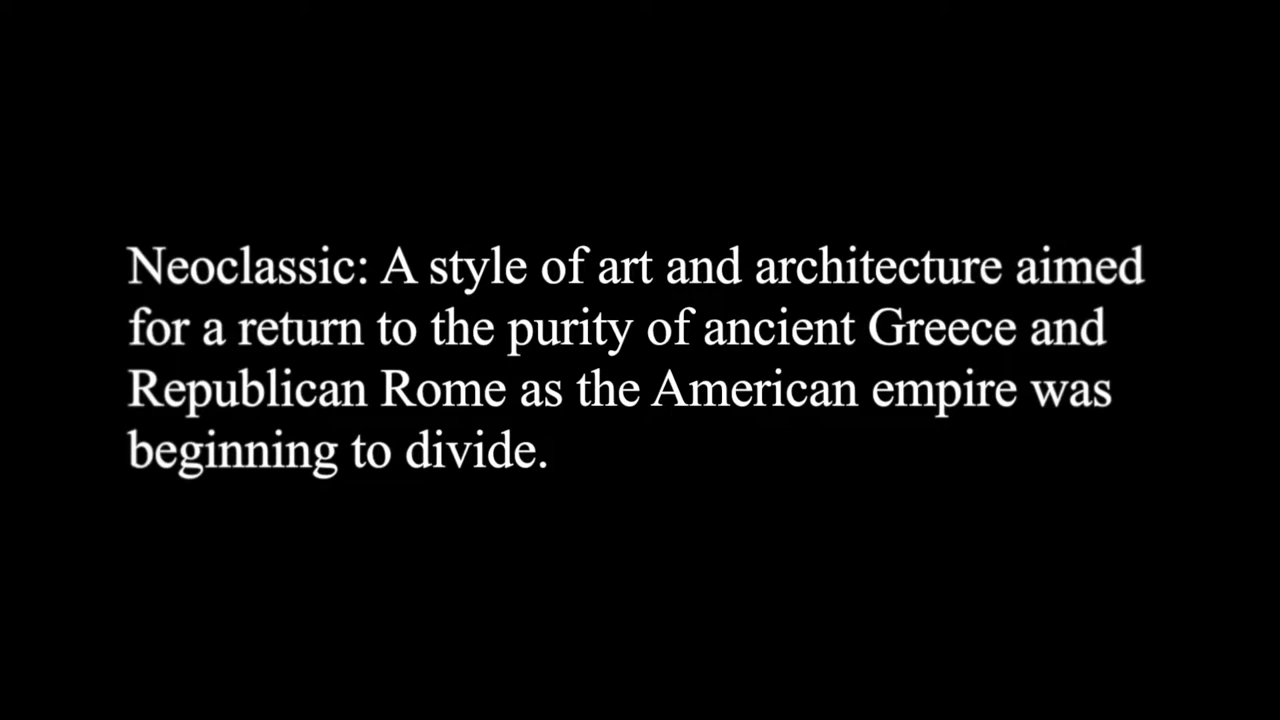 Neoclassic: A style of art and architecture aimed
for a return to the purity of ancient Greece and
Republican Rome as the American empire was
beginning to divide.